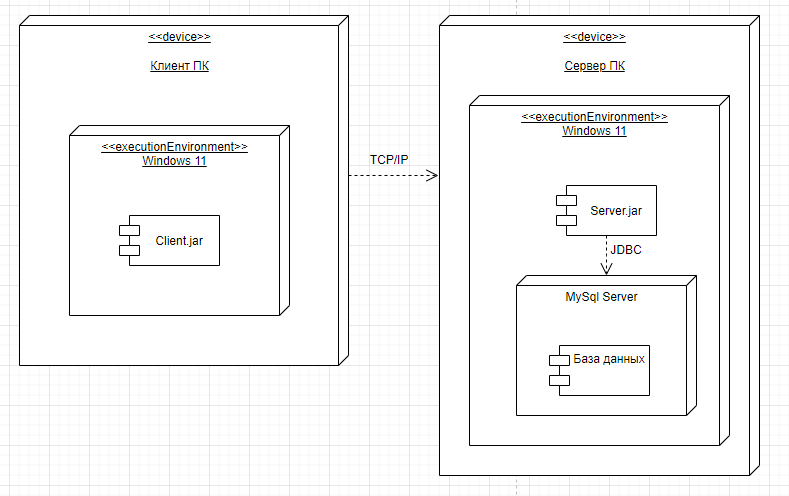 <<device>>
Клиент ПК
<<executionEnvironment>>
Windows 11
Client.jar
TCP/IP
<<device>>
Сервер ПК
<<executionEnvironment>>
Windows 11
Server.jar
JDBC
MySql Server
База данных